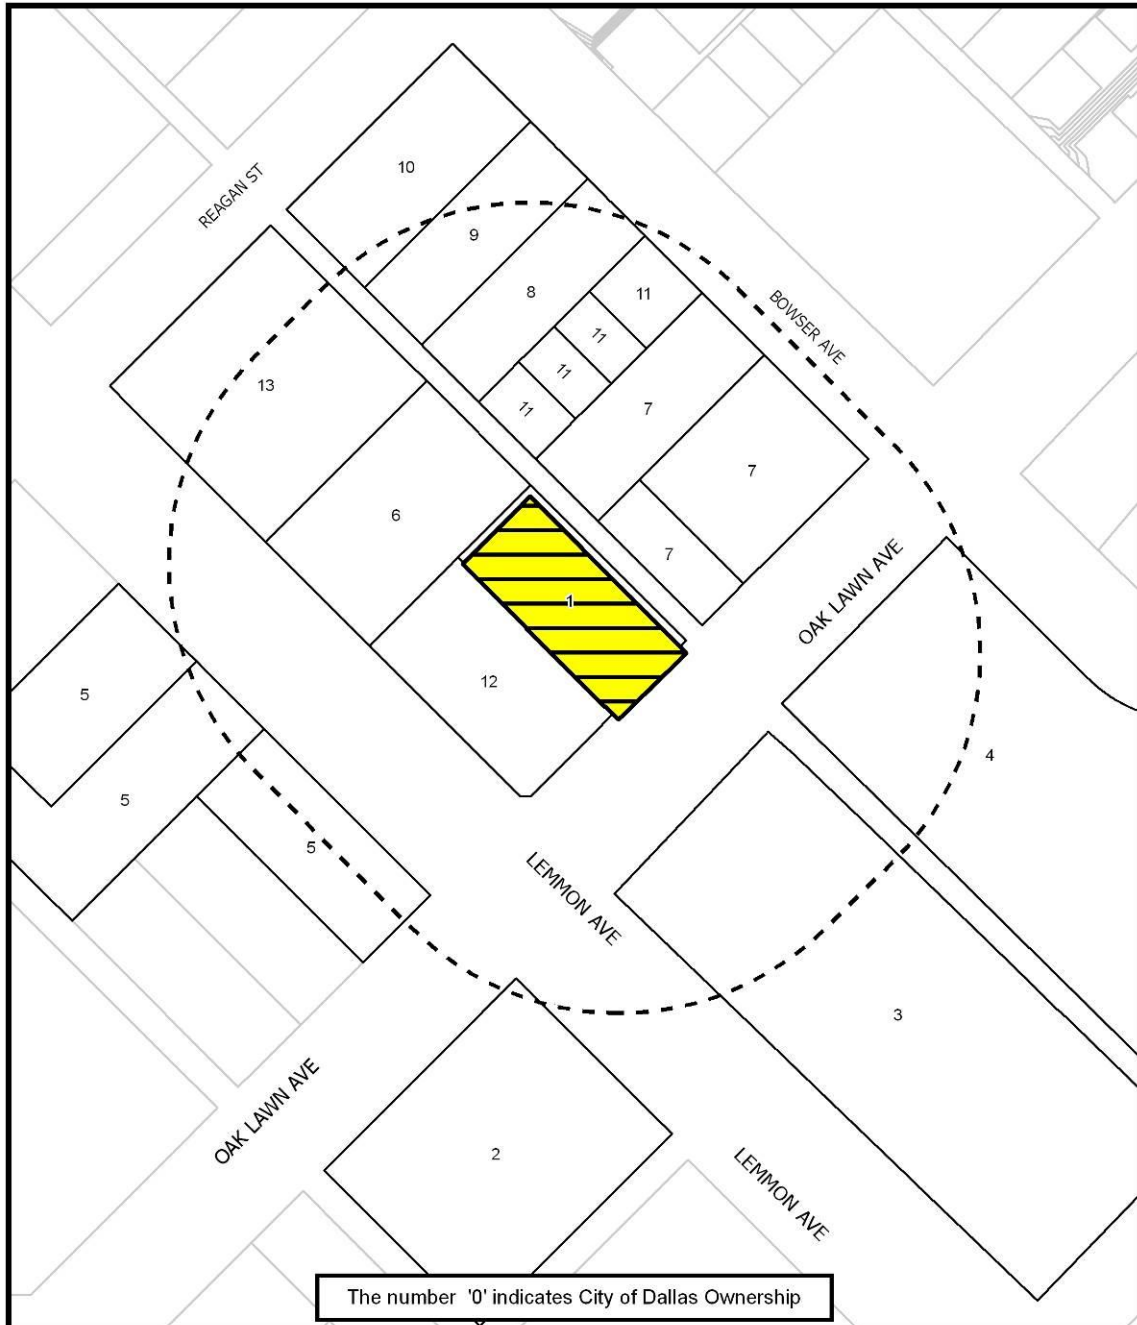 10
REAGAN ST
9
8
11
BOWSER AVE
11
11
13
11
7
7
6
7
OAK LAWN AVE
1
12
5
4
5
5
LEMMON AVE
3
OAK LAWN AVE
2
LEMMON AVE
The number '0' indicates City of Dallas Ownership